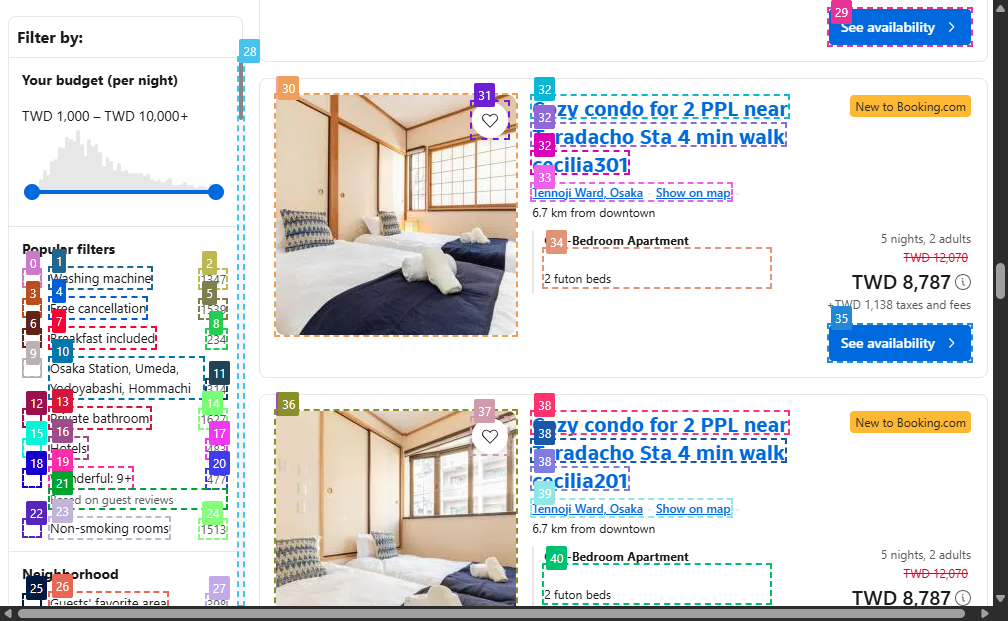 Filter by:
Your budget (per night)
TWD 1,000 – TWD 10,000+
Popular filters
0
1
2
Washing machine
3
4
5
Free cancellation
1539
6
7
8
Breakfast included
234
9
10
11
Osaka Station, Umeda,
Yodoyabashi, Hommachi
314
12
13
14
Private bathroom
1627
15
16
17
Hotels
483
18
19
20
477
21
Based on guest reviews
22
23
24
Non-smoking rooms
1513
Neighborhood
25
26
27
Guests' favorite area
28
29
See availability
30
31
32
Cozy condo for 2 PPL near
32
Teradacho Sta 4 min walk
32
cecilia301
33
Tennoji Ward, Osaka
Show on map
6.7 km from downtown
34
-Bedroom Apartment
2 futon beds
New to Booking.com
5 nights, 2 adults
TWD 12,070
TWD 8,787
+TWD 1,138 taxes and fees
35
See availability
36
37
38
Cozy condo for 2 PPL near
38
Teradacho Sta 4 min walk
38
cecilia201
39
Tennoji Ward, Osaka
Show on map
6.7 km from downtown
40
-Bedroom Apartment
2 futon beds
New to Booking.com
5 nights, 2 adults
TWD 12,070
TWD 8,787